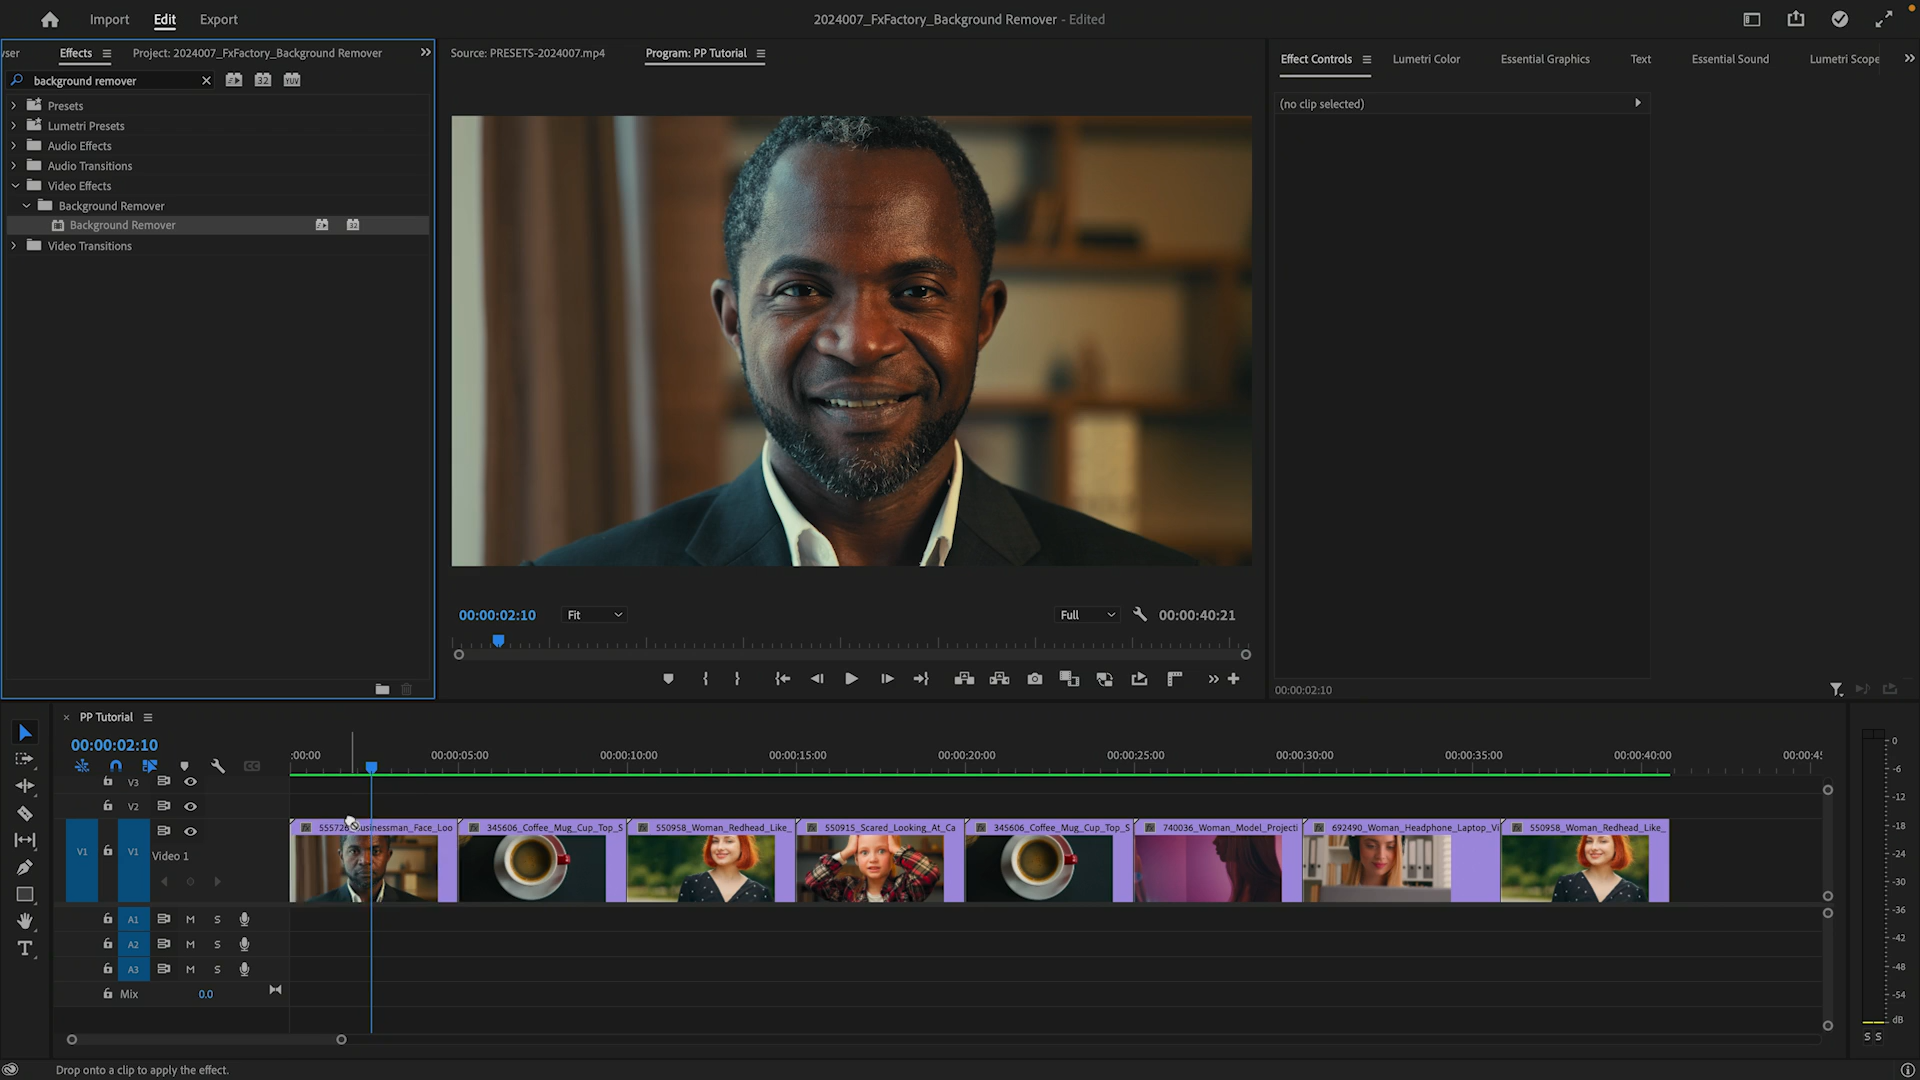 Import Edit Export 2024007_FxFactory_Background Remover - Edited
Effects Project: 2024007_FxFactory_Background Remover
background remover
32 YUV
Presets
Lumetri Presets
Audio Effects
Audio Transitions
Video Effects
Background Remover
Background Remover
32
Video Transitions
Source: PRESETS-2024007.mp4 Program: PP Tutorial
00:00:02:10 Fit Full 00:00:40:21
Effect Controls Lumetri Color Essential Graphics Text Essential Sound Lumetri Scope
(no clip selected)
00:00:02:10
PP Tutorial
00:00:02:10
CC
:00:00 00:00:05:00 00:00:10:00 00:00:15:00 00:00:20:00 00:00:25:00 00:00:30:00 00:00:35:00 00:00:40:00 00:00:45
V3
V2
V1 V1 Video 1
345606_Coffee_Mug_Cup_Top_S 550958_Woman_Redhead_Like_ 550915_Scared_Looking_At_Ca 345606_Coffee_Mug_Cup_Top_S 740036_Woman_Model_Projecti 692490_Woman_Headphone_Laptop_Vi 550958_Woman_Redhead_Like_
A1 M S
A2 M S
A3 M S
Mix 0.0
0
-6
-12
-18
-24
-30
-36
-42
-48
-54
dB
S S
Drop onto a clip to apply the effect.